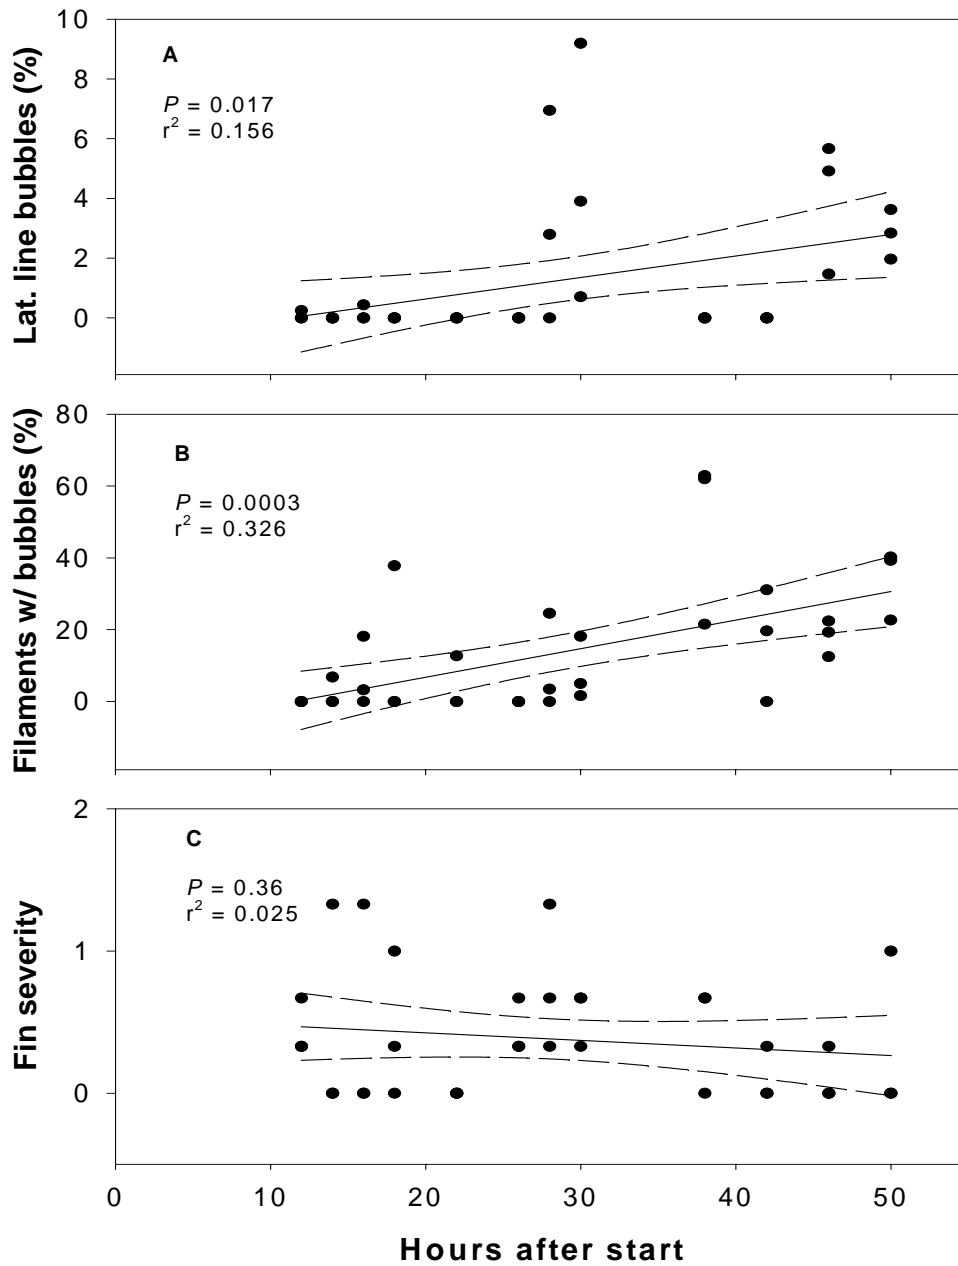 Lat. line bubbles (%)
10
8
6
4
2
0
A
P = 0.017
r² = 0.156
Filaments w/ bubbles (%)
80
60
40
20
0
B
P = 0.0003
r² = 0.326
Fin severity
2
1
0
C
P = 0.36
r² = 0.025
0 10 20 30 40 50
Hours after start